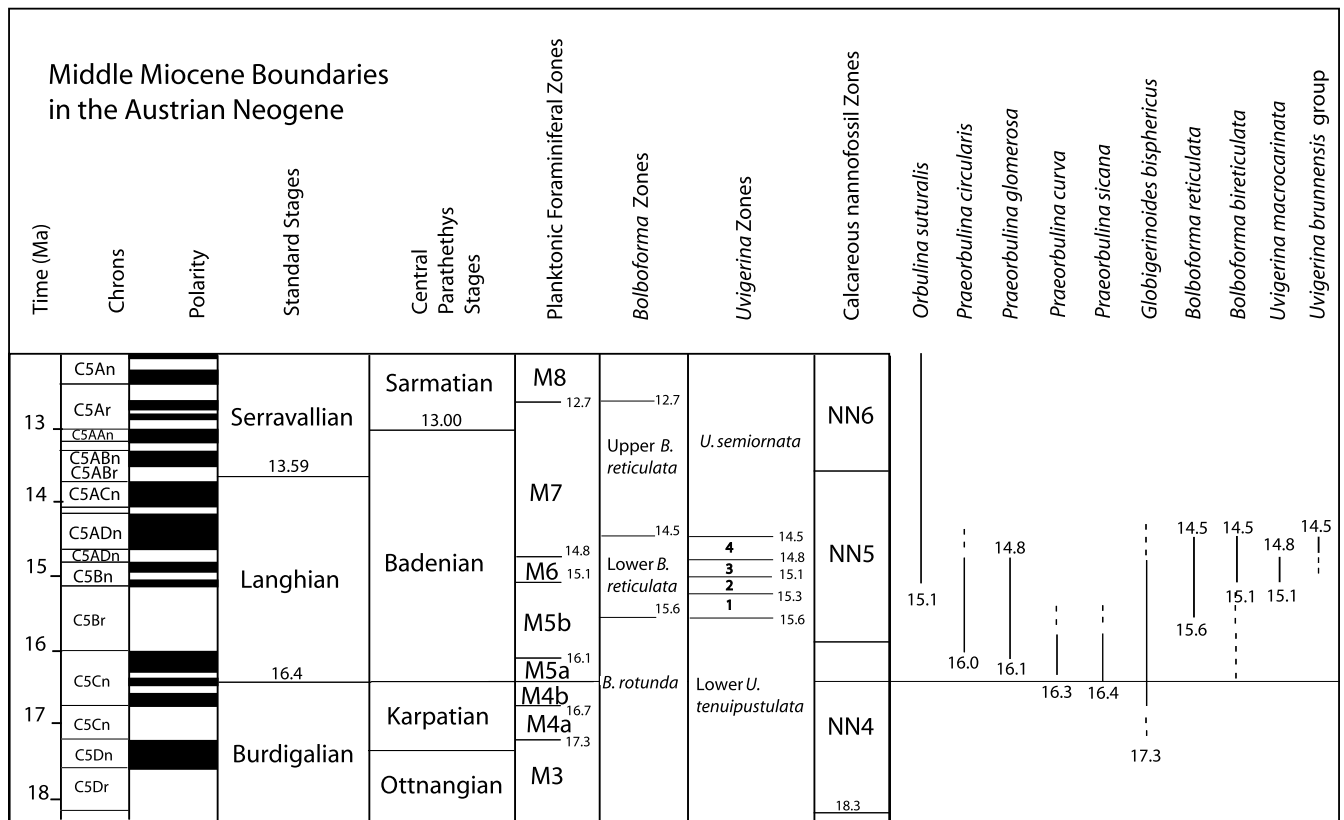 Middle Miocene Boundaries
in the Austrian Neogene
Time (Ma)
Chrons
Polarity
Standard Stages
Central
Parathethys
Stages
Planktonic Foraminiferal Zones
Bolboforma Zones
Uvigerina Zones
Calcareous nannofossil Zones
Orbulina suturalis
Praeorbulina circularis
Praeorbulina glomerosa
Praeorbulina curva
Praeorbulina sicana
Globigerinoides bisphericus
Bolboforma reticulata
Bolboforma bireticulata
Uvigerina macrocarinata
Uvigerina brunnensis group
13
14
15
16
17
18
C5An
C5Ar
C5AAn
C5ABn
C5ABr
C5ACn
C5ADn
C5ADn
C5Bn
C5Br
C5Cn
C5Cn
C5Dn
C5Dr
Serravallian
13.59
Langhian
16.4
Burdigalian
Sarmatian
13.00
Badenian
Karpatian
Ottnangian
M8
12.7
M7
14.8
M6
15.1
M5b
16.1
M5a
M4b
16.7
M4a
17.3
M3
12.7
Upper B.
reticulata
14.5
Lower B.
reticulata
15.6
B. rotunda
U. semiornata
14.5
4
14.8
3
15.1
2
15.3
1
15.6
Lower U.
tenuipustulata
NN6
NN5
NN4
18.3
15.1
16.0
14.8
16.1
16.3
16.4
17.3
14.5
15.6
14.5
15.1
14.8
15.1
14.5